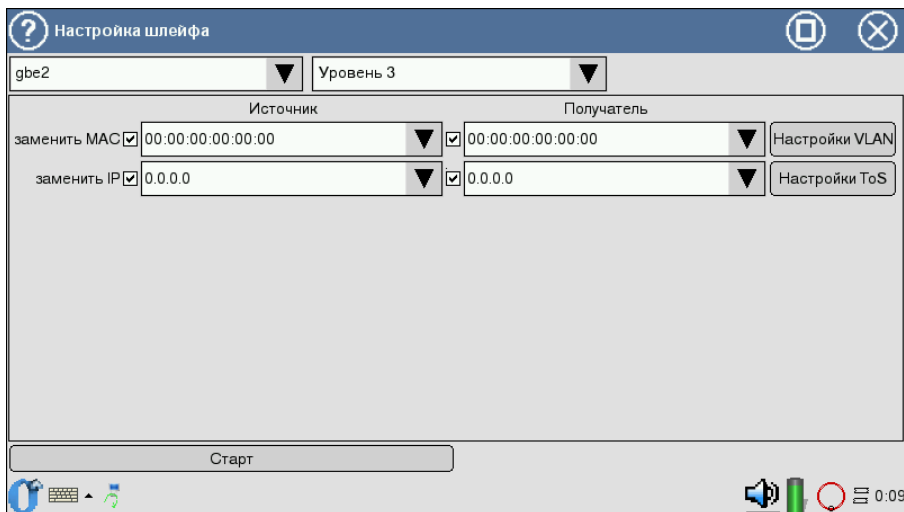 Настройка шлейфа
gbe2 Уровень 3
Источник Получатель
заменить MAC 00:00:00:00:00:00 00:00:00:00:00:00 Настройки VLAN
заменить IP 0.0.0.0 0.0.0.0 Настройки ToS
Старт
0:09